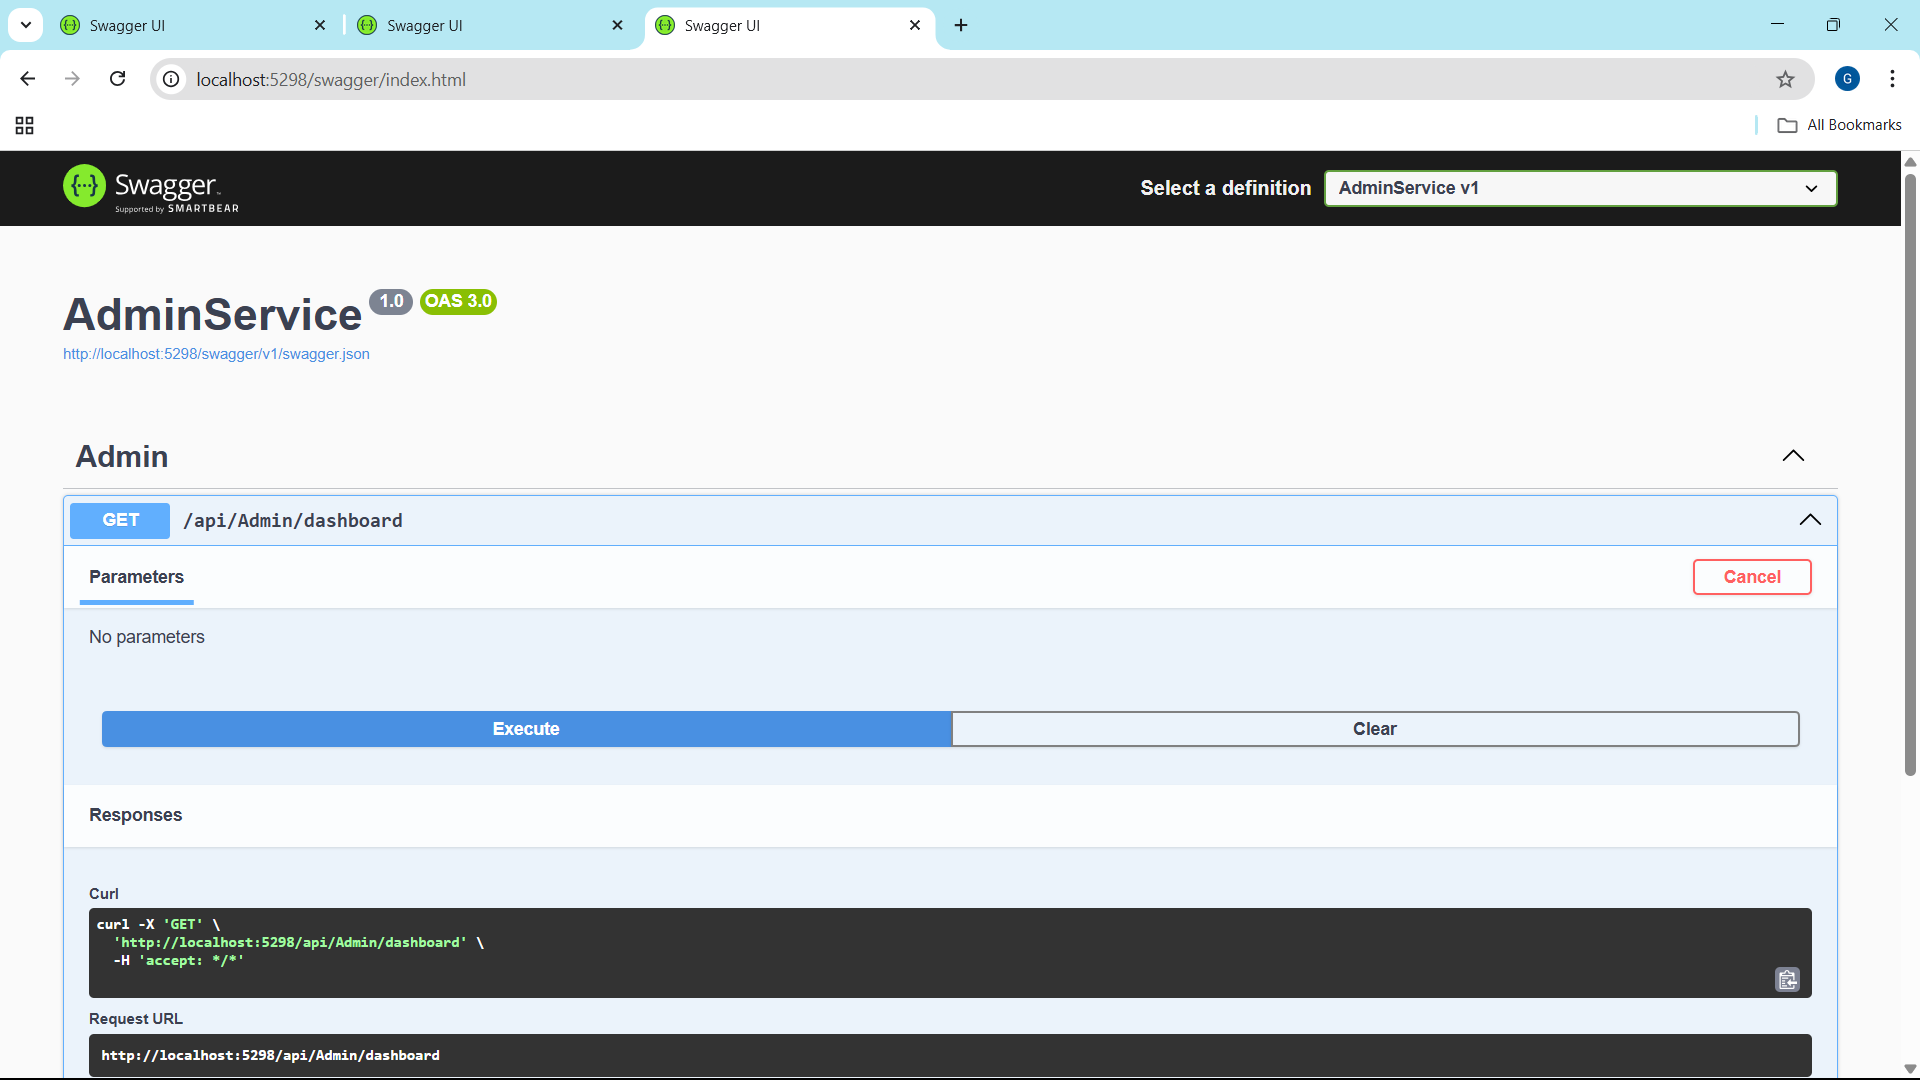 Swagger UI
Swagger UI
Swagger UI
localhost:5298/swagger/index.html
G
All Bookmarks
{···} Swagger™
Supported by SMARTBEAR
Select a definition
AdminService v1
AdminService 1.0 OAS 3.0
http://localhost:5298/swagger/v1/swagger.json
Admin
GET /api/Admin/dashboard
Parameters
Cancel
No parameters
Execute
Clear
Responses
Curl
curl -X 'GET' \
  'http://localhost:5298/api/Admin/dashboard' \
  -H 'accept: */*'
Request URL
http://localhost:5298/api/Admin/dashboard